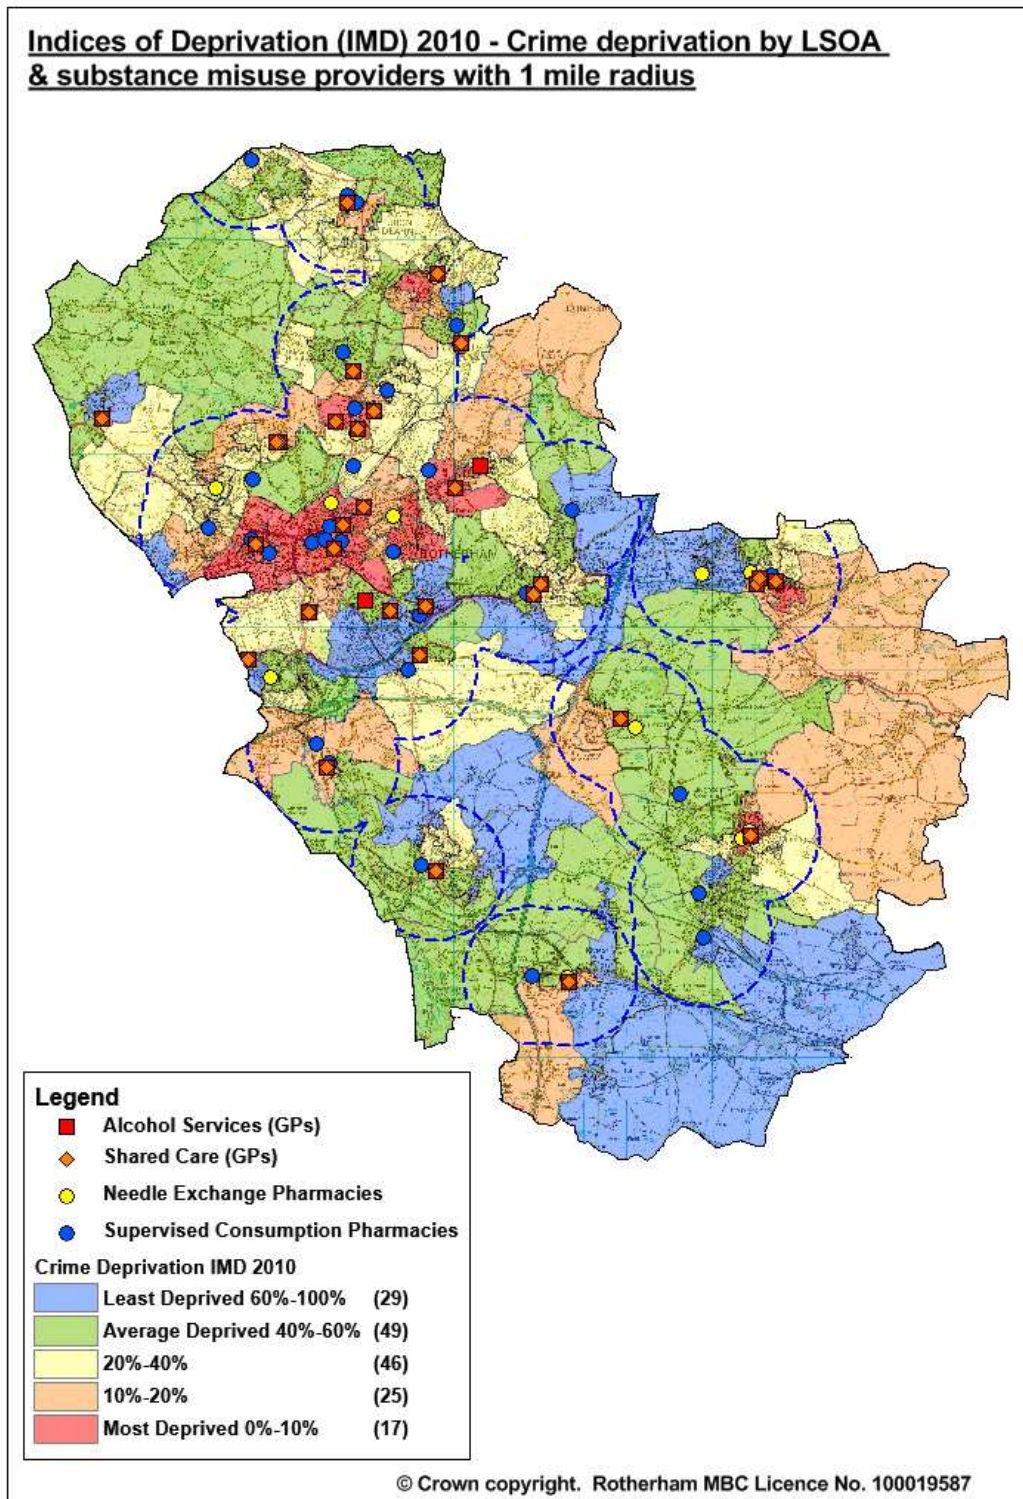 Indices of Deprivation (IMD) 2010 - Crime deprivation by LSOA
& substance misuse providers with 1 mile radius
ROTHERHAM
Legend
Alcohol Services (GPs)
Shared Care (GPs)
Needle Exchange Pharmacies
Supervised Consumption Pharmacies
Crime Deprivation IMD 2010
Least Deprived 60%-100% (29)
Average Deprived 40%-60% (49)
20%-40% (46)
10%-20% (25)
Most Deprived 0%-10% (17)
© Crown copyright. Rotherham MBC Licence No. 100019587